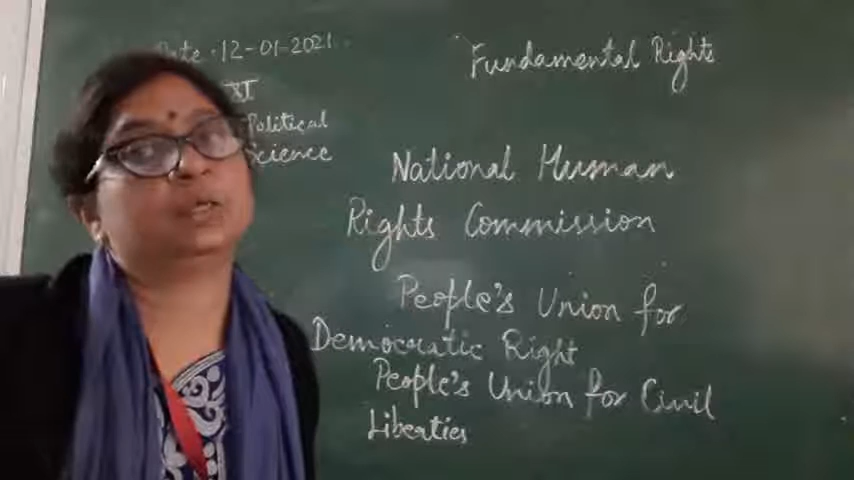 Date : 12-01-2021
XI
Political
Science
Fundamental Rights
National Human
Rights Commission
People's Union for
Democratic Right
People's Union for Civil
Liberties